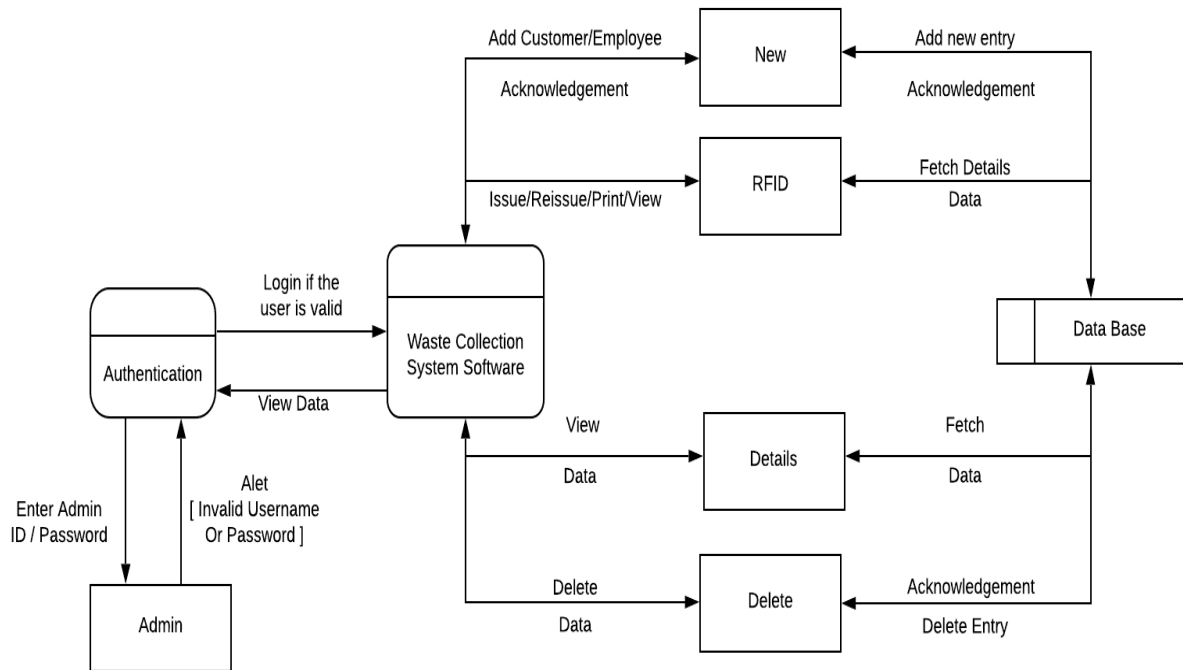 Add Customer/Employee
Acknowledgement
New
Add new entry
Acknowledgement
Issue/Reissue/Print/View
RFID
Fetch Details
Data
Login if the
user is valid
Authentication
View Data
Waste Collection
System Software
Data Base
View
Data
Details
Fetch
Data
Enter Admin
ID / Password
Alet
[ Invalid Username
Or Password ]
Admin
Delete
Data
Delete
Acknowledgement
Delete Entry